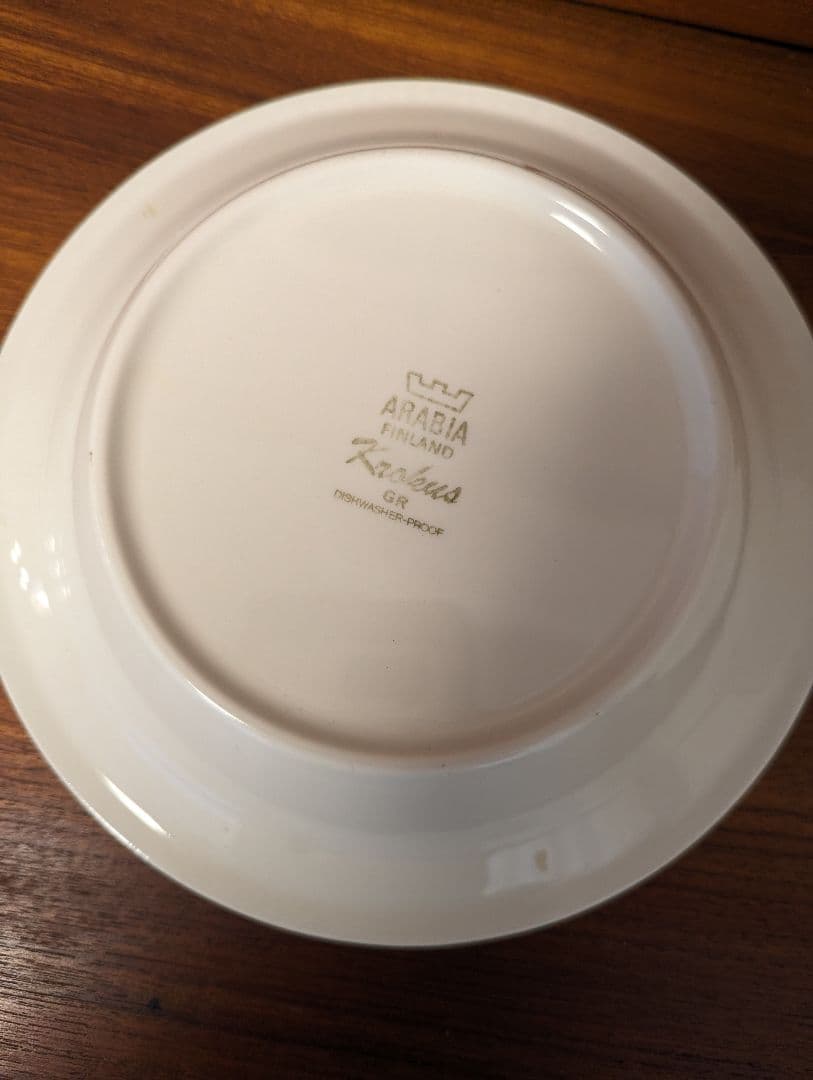 ARABIA
FINLAND
Krokus
GR
DISHWASHER-PROOF